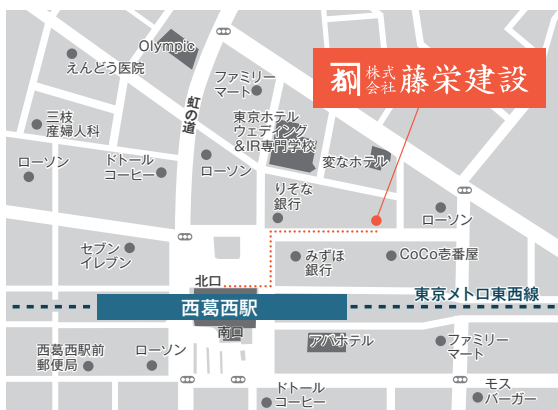 Olympic
えんどう医院
ファミリー
マート
都 株式会社 藤栄建設
虹の道
三枝
産婦人科
東京ホテル
ウェディング
&IR専門学校
変なホテル
ローソン
ドトール
コーヒー
ローソン
りそな
銀行
ローソン
セブン
イレブン
みずほ
銀行
CoCo壱番屋
北口
東京メトロ東西線
西葛西駅
南口
アパホテル
ファミリー
マート
西葛西駅前
郵便局
ローソン
ドトール
コーヒー
モス
バーガー